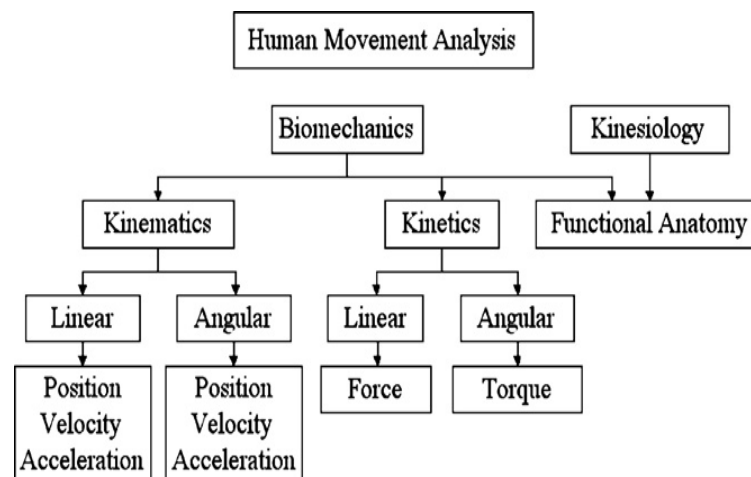 Human Movement Analysis
Biomechanics
Kinesiology
Kinematics
Kinetics
Functional Anatomy
Linear
Angular
Linear
Angular
Position
Velocity
Acceleration
Position
Velocity
Acceleration
Force
Torque